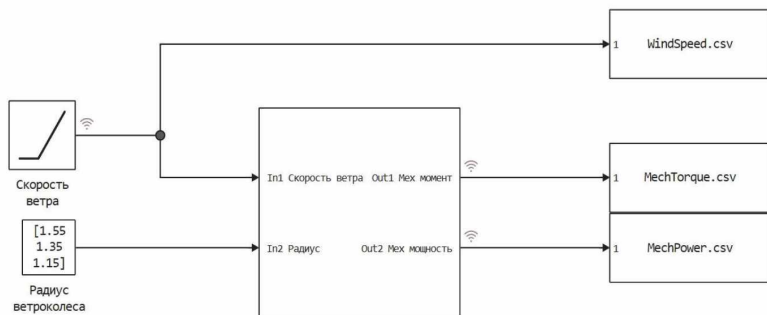 1 WindSpeed.csv
Скорость
ветра
In1 Скорость ветра Out1 Мех момент
1 MechTorque.csv
[1.55
1.35
1.15]
In2 Радиус Out2 Мех мощность
1 MechPower.csv
Радиус
ветроколеса